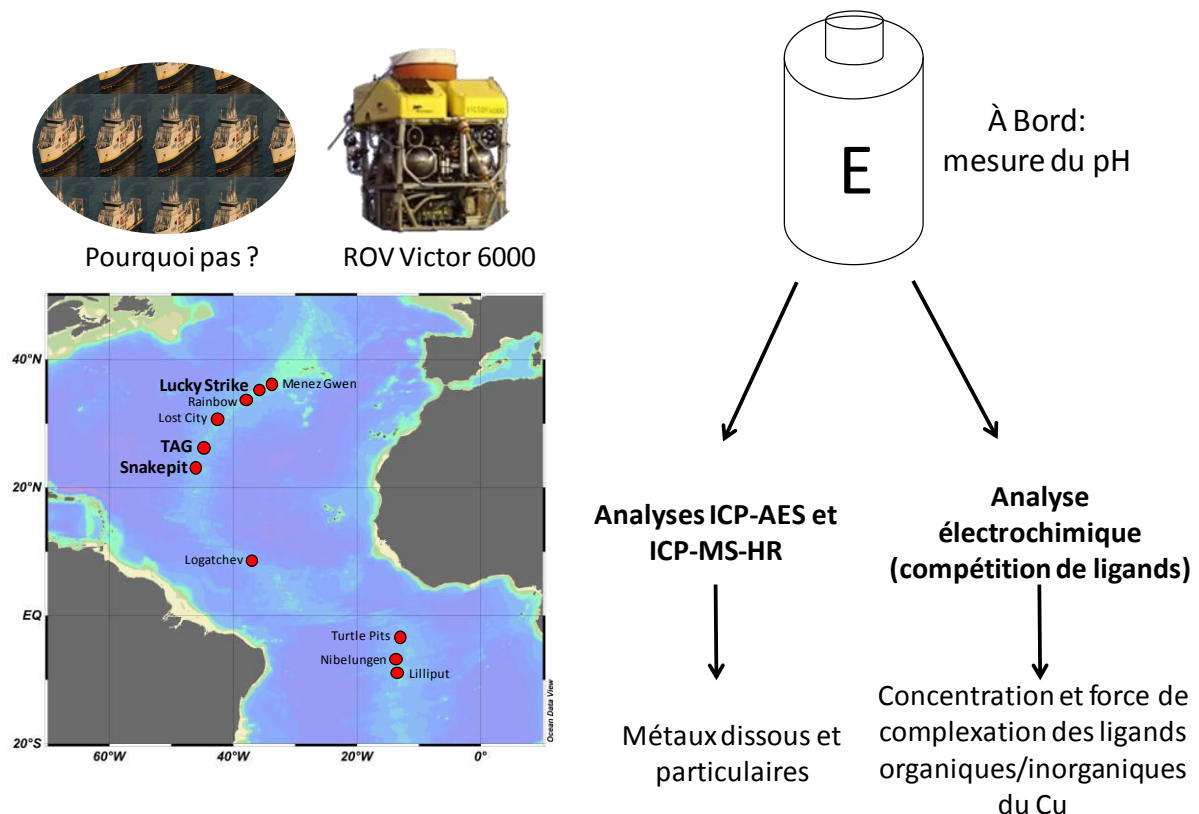 victor 6000
Pourquoi pas ?
ROV Victor 6000
E
À Bord:
mesure du pH
40°N
20°N
EQ
20°S
60°W
40°W
20°W
0°
Lucky Strike
Menez Gwen
Rainbow
Lost City
TAG
Snakepit
Logatchev
Turtle Pits
Nibelungen
Lilliput
Ocean Data View
Analyses ICP-AES et
ICP-MS-HR
Métaux dissous et
particulaires
Analyse
électrochimique
(compétition de ligands)
Concentration et force de
complexation des ligands
organiques/inorganiques
du Cu